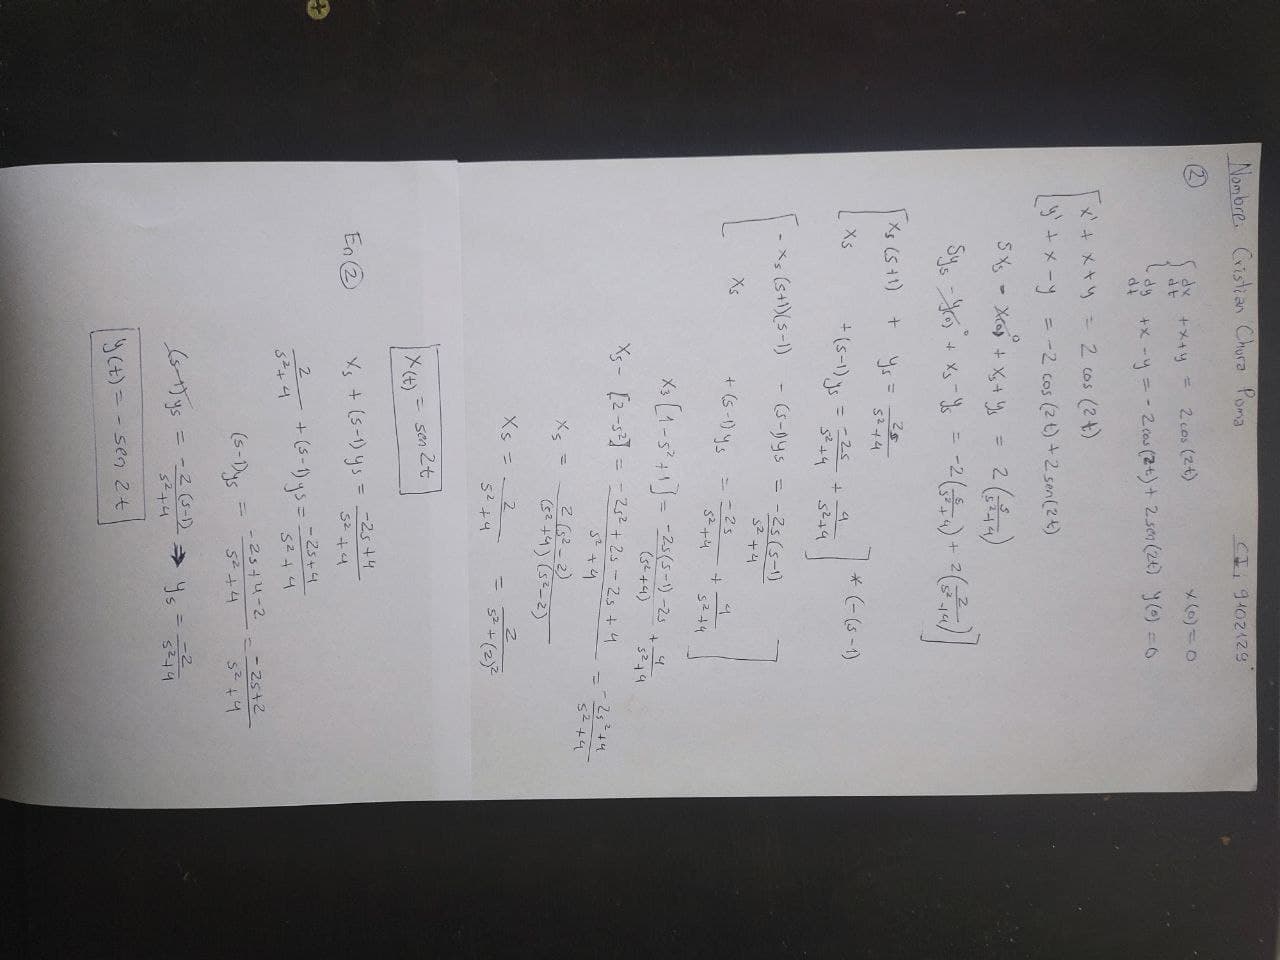 Nombre: Cristian Chura Poma CI: 9102129
② { dx/dt + x + y = 2 cos (2t) x(0) = 0
dy/dt + x - y = - 2 cos (2t) + 2 sen (2t) y(0) = 0
[ x' + x + y = 2 cos (2t)
y' + x - y = -2 cos (2t) + 2 sen (2t)
s Xs - x(0)⁰ + Xs + ys = 2 (s/(s²+4))
s ys - y(0)⁰ + Xs - ys = -2 (s/(s²+4)) + 2 (2/(s²+4)) ]
[ Xs (s+1) + ys = 2s/(s²+4)
Xs + (s-1) ys = -2s/(s²+4) + 4/(s²+4) ] * (-(s-1)
[ - Xs (s+1)(s-1) - (s-1) ys = -2s(s-1)/(s²+4)
Xs + (s-1) ys = -2s/(s²+4) + 4/(s²+4) ]
Xs [1 - s² + 1] = (-2s(s-1) - 2s)/(s²+4) + 4/(s²+4)
Xs - [2 - s²] = (-2s² + 2s - 2s + 4)/(s²+4) = (-2s²+4)/(s²+4)
Xs = 2(s²-2)/((s²+4)(s²-2))
Xs = 2/(s²+4) = 2/(s²+(2)²)
X(t) = sen 2t
En ② Xs + (s-1) ys = (-2s+4)/(s²+4)
2/(s²+4) + (s-1) ys = (-2s+4)/(s²+4)
(s-1) ys = (-2s+4-2)/(s²+4) = (-2s+2)/(s²+4)
(s-1) ys = -2(s-1)/(s²+4) ⇒ ys = -2/(s²+4)
y(t) = - sen 2t